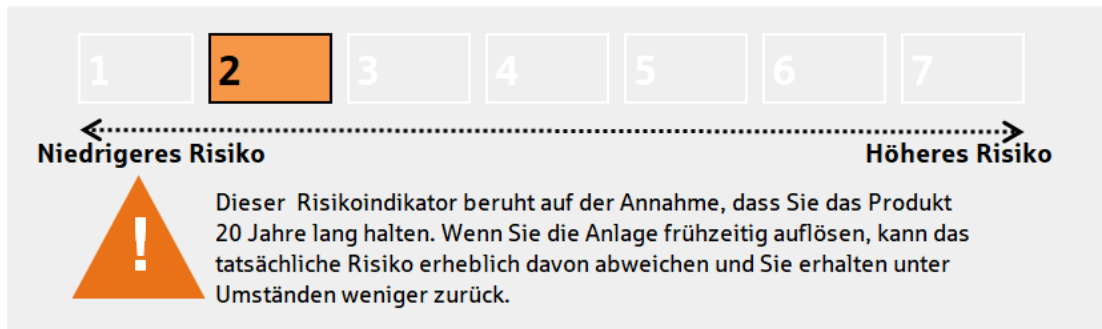 1 2 3 4 5 6 7
Niedrigeres Risiko Höheres Risiko
!
Dieser Risikoindikator beruht auf der Annahme, dass Sie das Produkt
20 Jahre lang halten. Wenn Sie die Anlage frühzeitig auflösen, kann das
tatsächliche Risiko erheblich davon abweichen und Sie erhalten unter
Umständen weniger zurück.